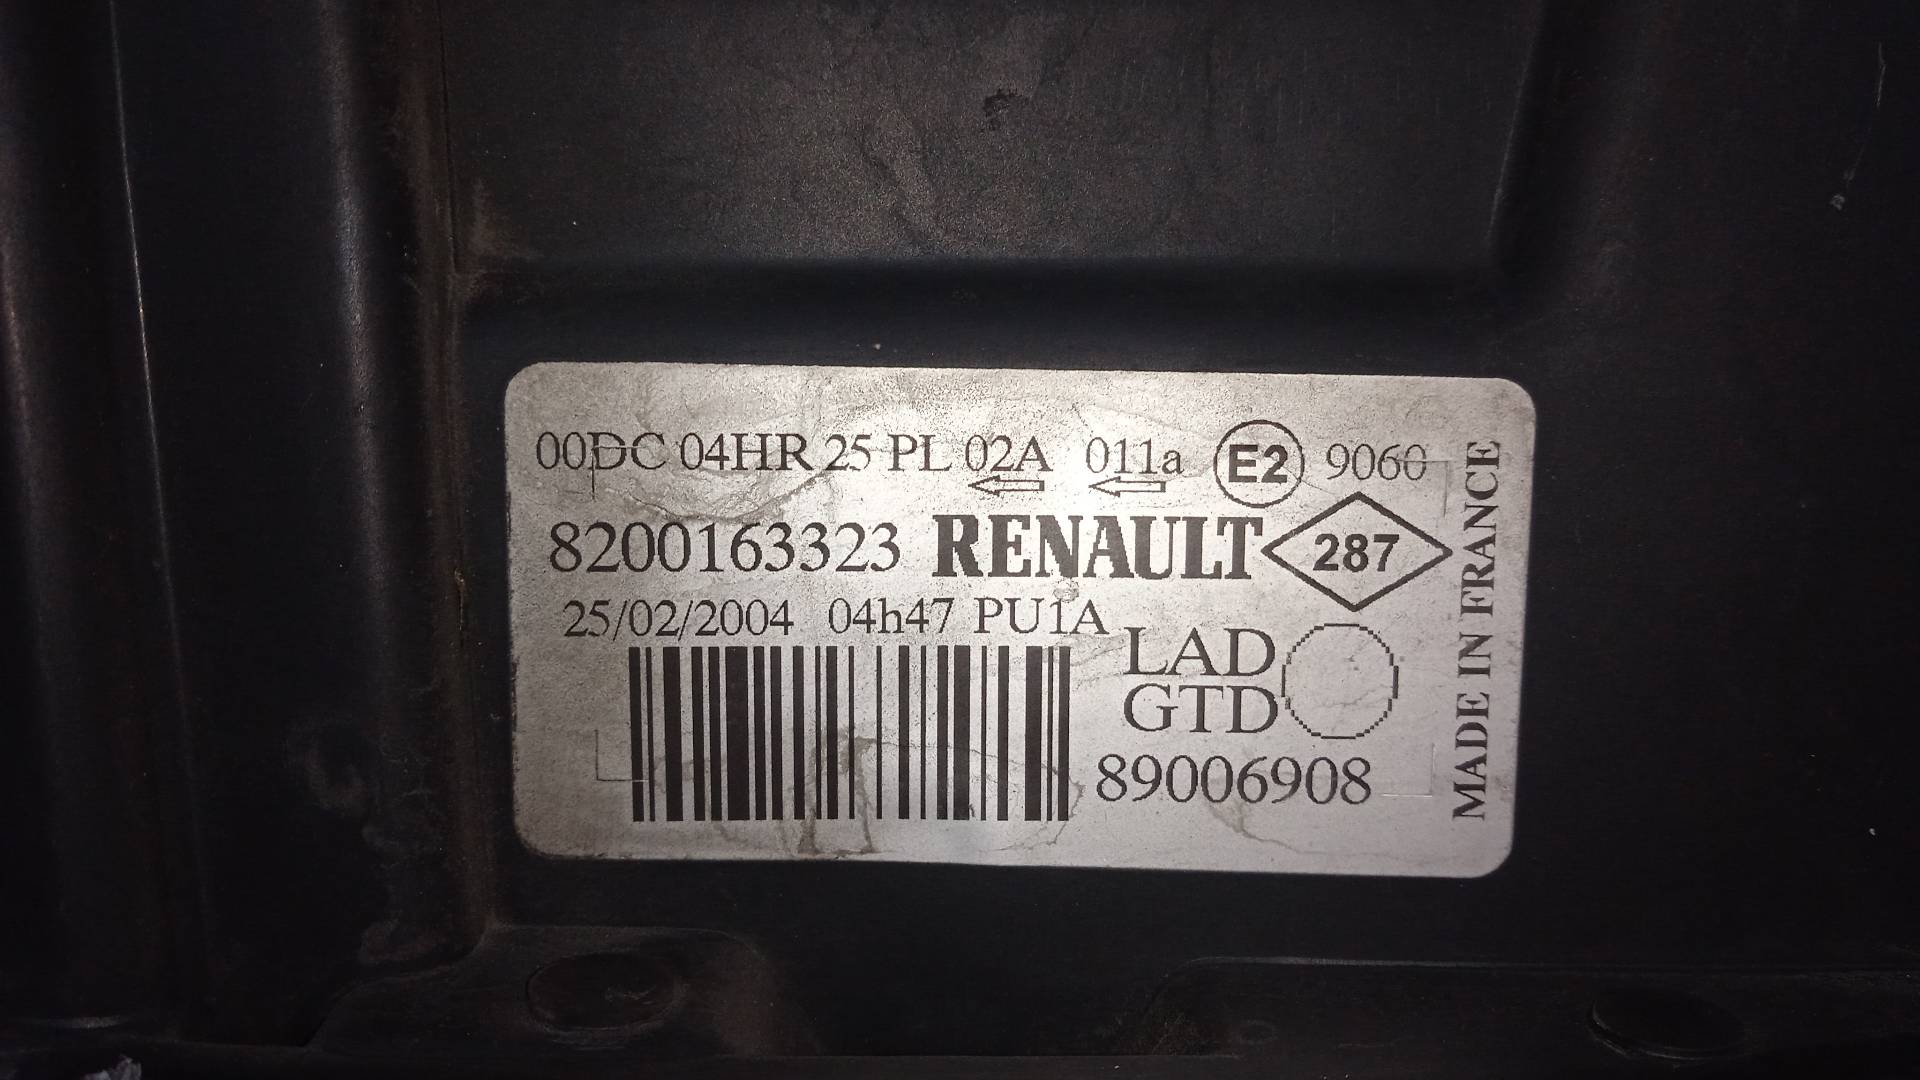 00DC 04HR 25 PL 02A 011a E2 9060
8200163323 RENAULT 287
25/02/2004 04h47 PU1A
LAD
GTD
89006908
MADE IN FRANCE